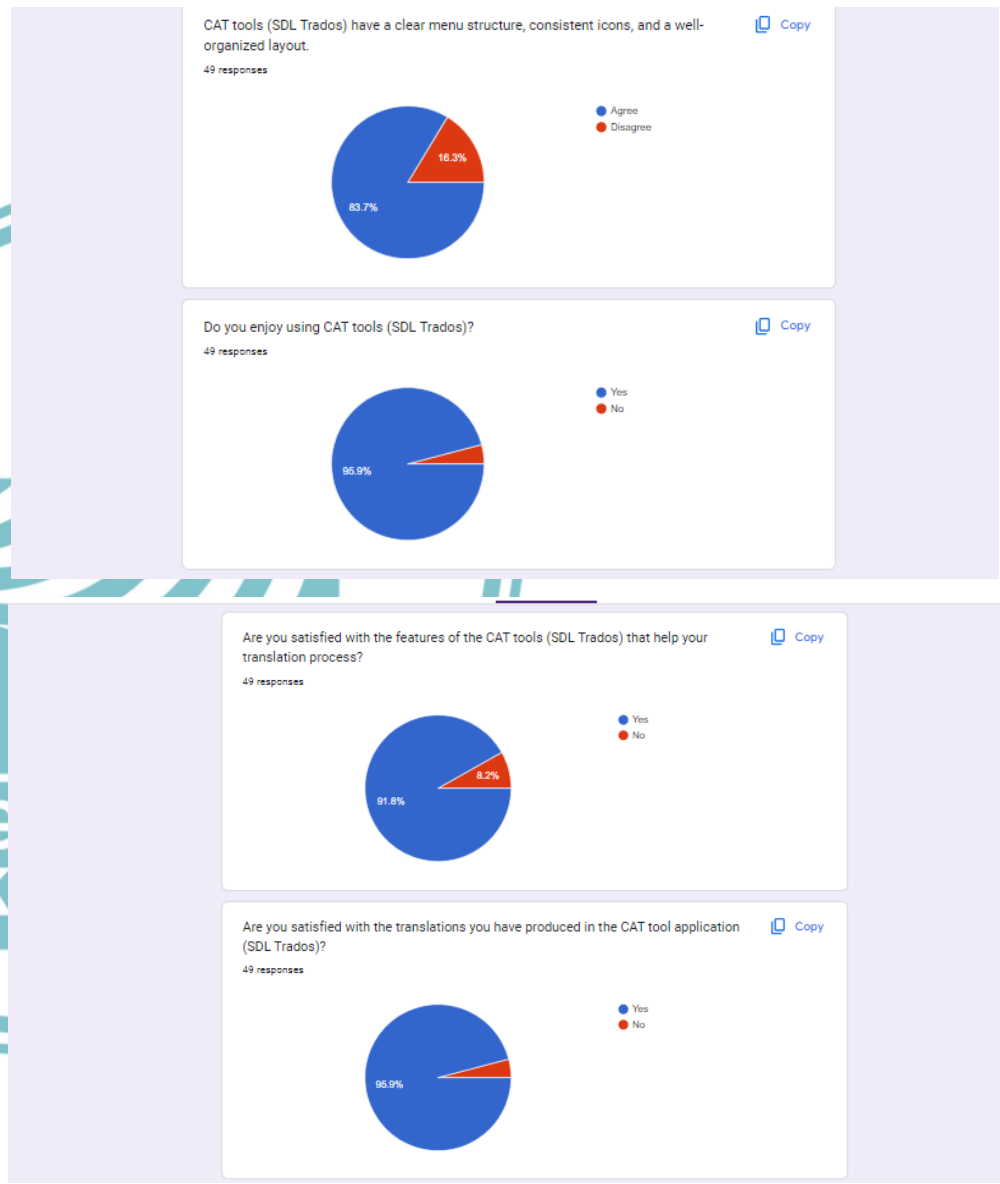 CAT tools (SDL Trados) have a clear menu structure, consistent icons, and a well-
organized layout.
Copy
49 responses
Agree
Disagree
16.3%
83.7%
Do you enjoy using CAT tools (SDL Trados)?
Copy
49 responses
Yes
No
95.9%
Are you satisfied with the features of the CAT tools (SDL Trados) that help your
translation process?
Copy
49 responses
Yes
No
8.2%
91.8%
Are you satisfied with the translations you have produced in the CAT tool application
(SDL Trados)?
Copy
49 responses
Yes
No
95.9%